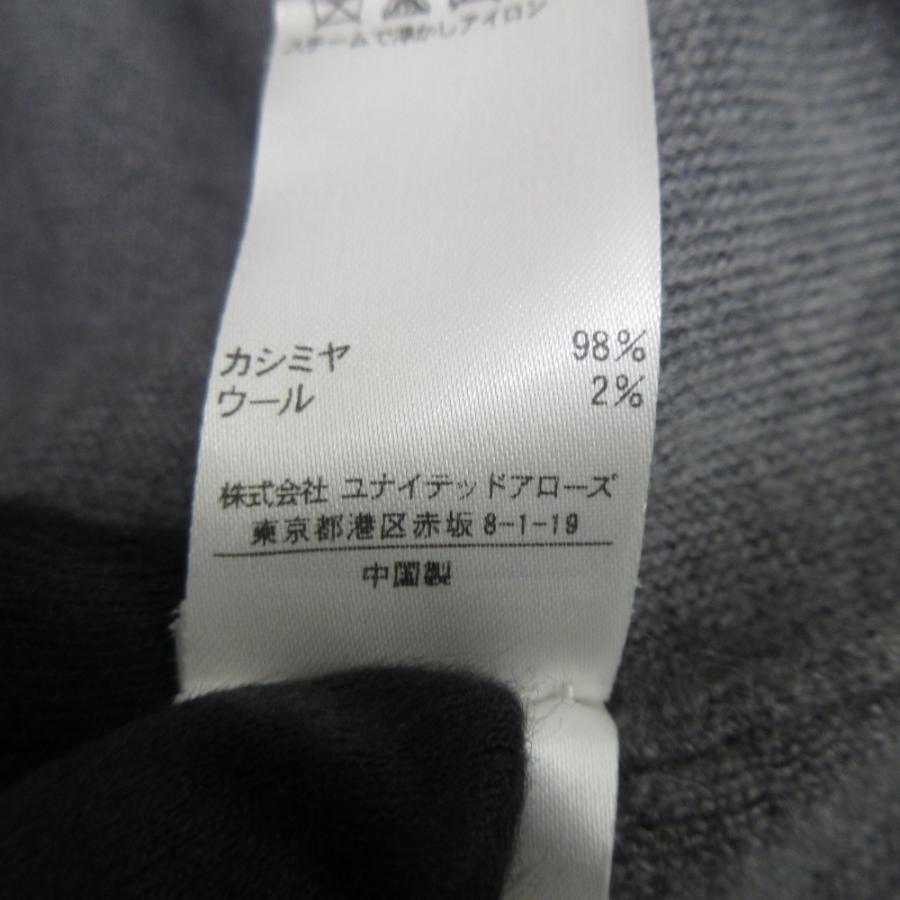 スチームで浮かしアイロン
カシミヤ 98%
ウール 2%
株式会社 ユナイテッドアローズ
東京都港区赤坂 8-1-19
中国製